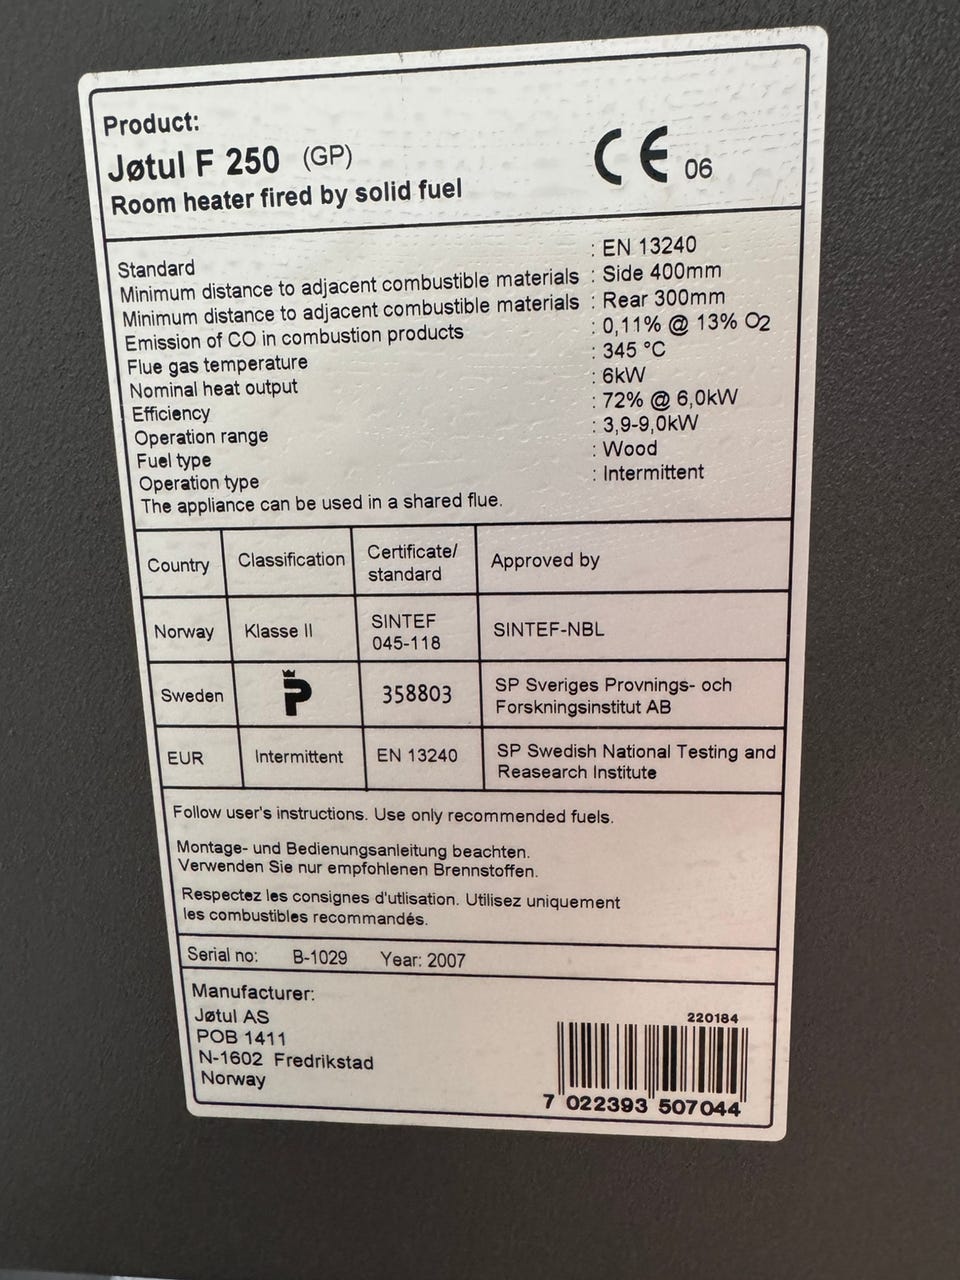 Product:
Jøtul F 250 (GP)
Room heater fired by solid fuel
CE 06
Standard : EN 13240
Minimum distance to adjacent combustible materials : Side 400mm
Minimum distance to adjacent combustible materials : Rear 300mm
Emission of CO in combustion products : 0,11% @ 13% O2
Flue gas temperature : 345 °C
Nominal heat output : 6kW
Efficiency : 72% @ 6,0kW
Operation range : 3,9-9,0kW
Fuel type : Wood
Operation type : Intermittent
The appliance can be used in a shared flue.
Country Classification Certificate/ standard Approved by
Norway Klasse II SINTEF 045-118 SINTEF-NBL
Sweden P 358803 SP Sveriges Provnings- och Forskningsinstitut AB
EUR Intermittent EN 13240 SP Swedish National Testing and Reasearch Institute
Follow user's instructions. Use only recommended fuels.
Montage- und Bedienungsanleitung beachten.
Verwenden Sie nur empfohlenen Brennstoffen.
Respectez les consignes d'utlisation. Utilisez uniquement
les combustibles recommandés.
Serial no: B-1029 Year: 2007
Manufacturer:
Jøtul AS
POB 1411
N-1602 Fredrikstad
Norway
220184
7 022393 507044